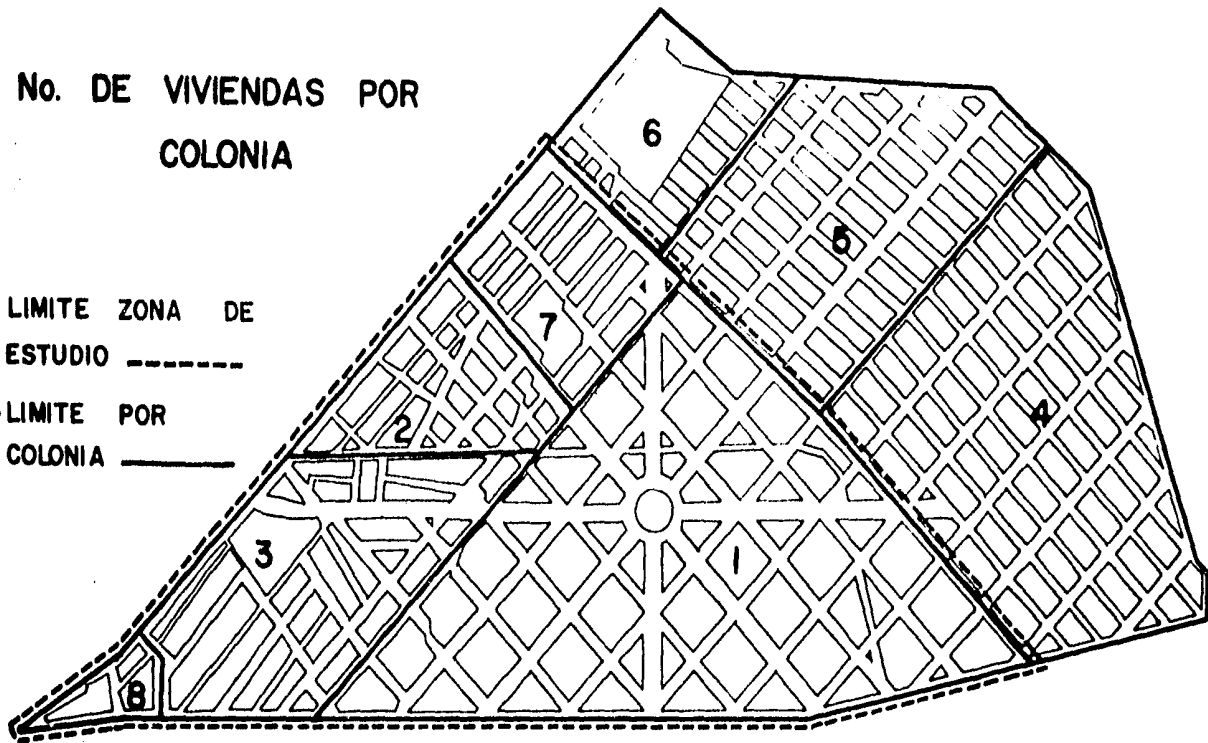 No. DE VIVIENDAS POR
COLONIA
LIMITE ZONA DE
ESTUDIO
LIMITE POR
COLONIA
6
5
7
4
2
3
1
8